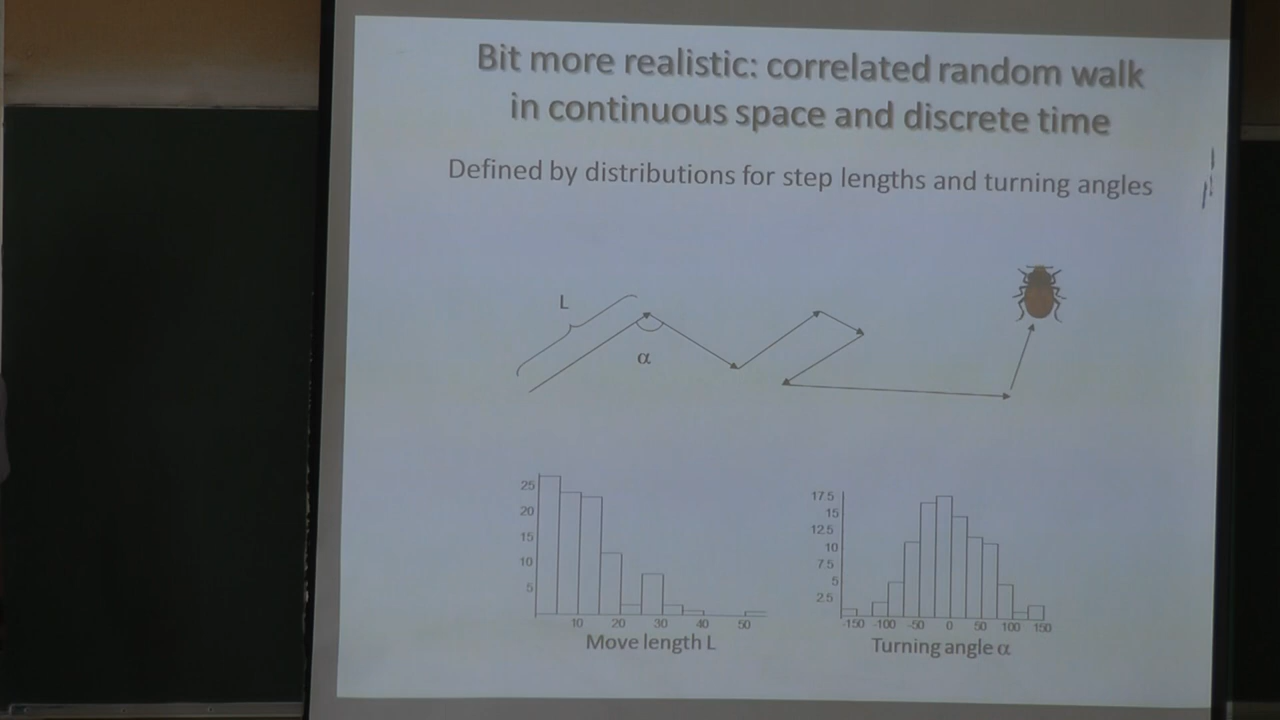 Bit more realistic: correlated random walk
in continuous space and discrete time
Defined by distributions for step lengths and turning angles
L
α
25
20
15
10
5
10 20 30 40 50
Move length L
17.5
15
12.5
10
7.5
5
2.5
-150 -100 -50 0 50 100 150
Turning angle α